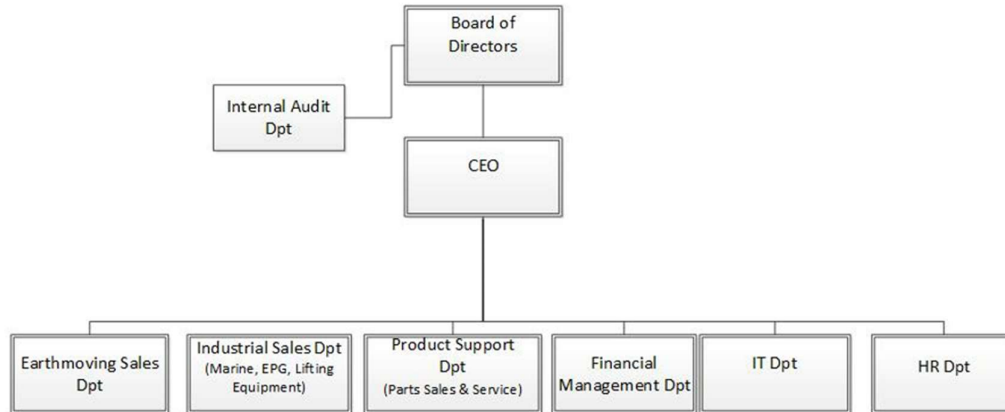 Board of
Directors
Internal Audit
Dpt
CEO
Earthmoving Sales
Dpt
Industrial Sales Dpt
(Marine, EPG, Lifting
Equipment)
Product Support
Dpt
(Parts Sales & Service)
Financial
Management Dpt
IT Dpt
HR Dpt